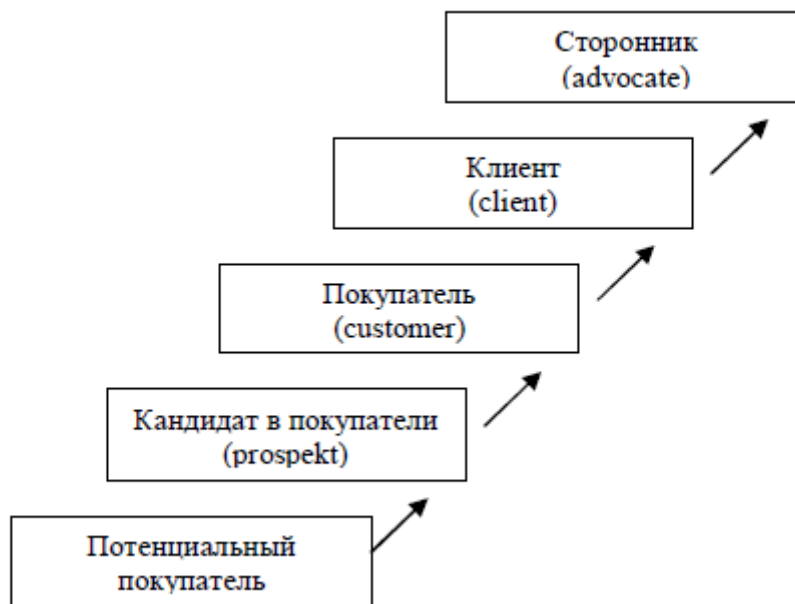 Сторонник
(advocate)
Клиент
(client)
Покупатель
(customer)
Кандидат в покупатели
(prospekt)
Потенциальный
покупатель